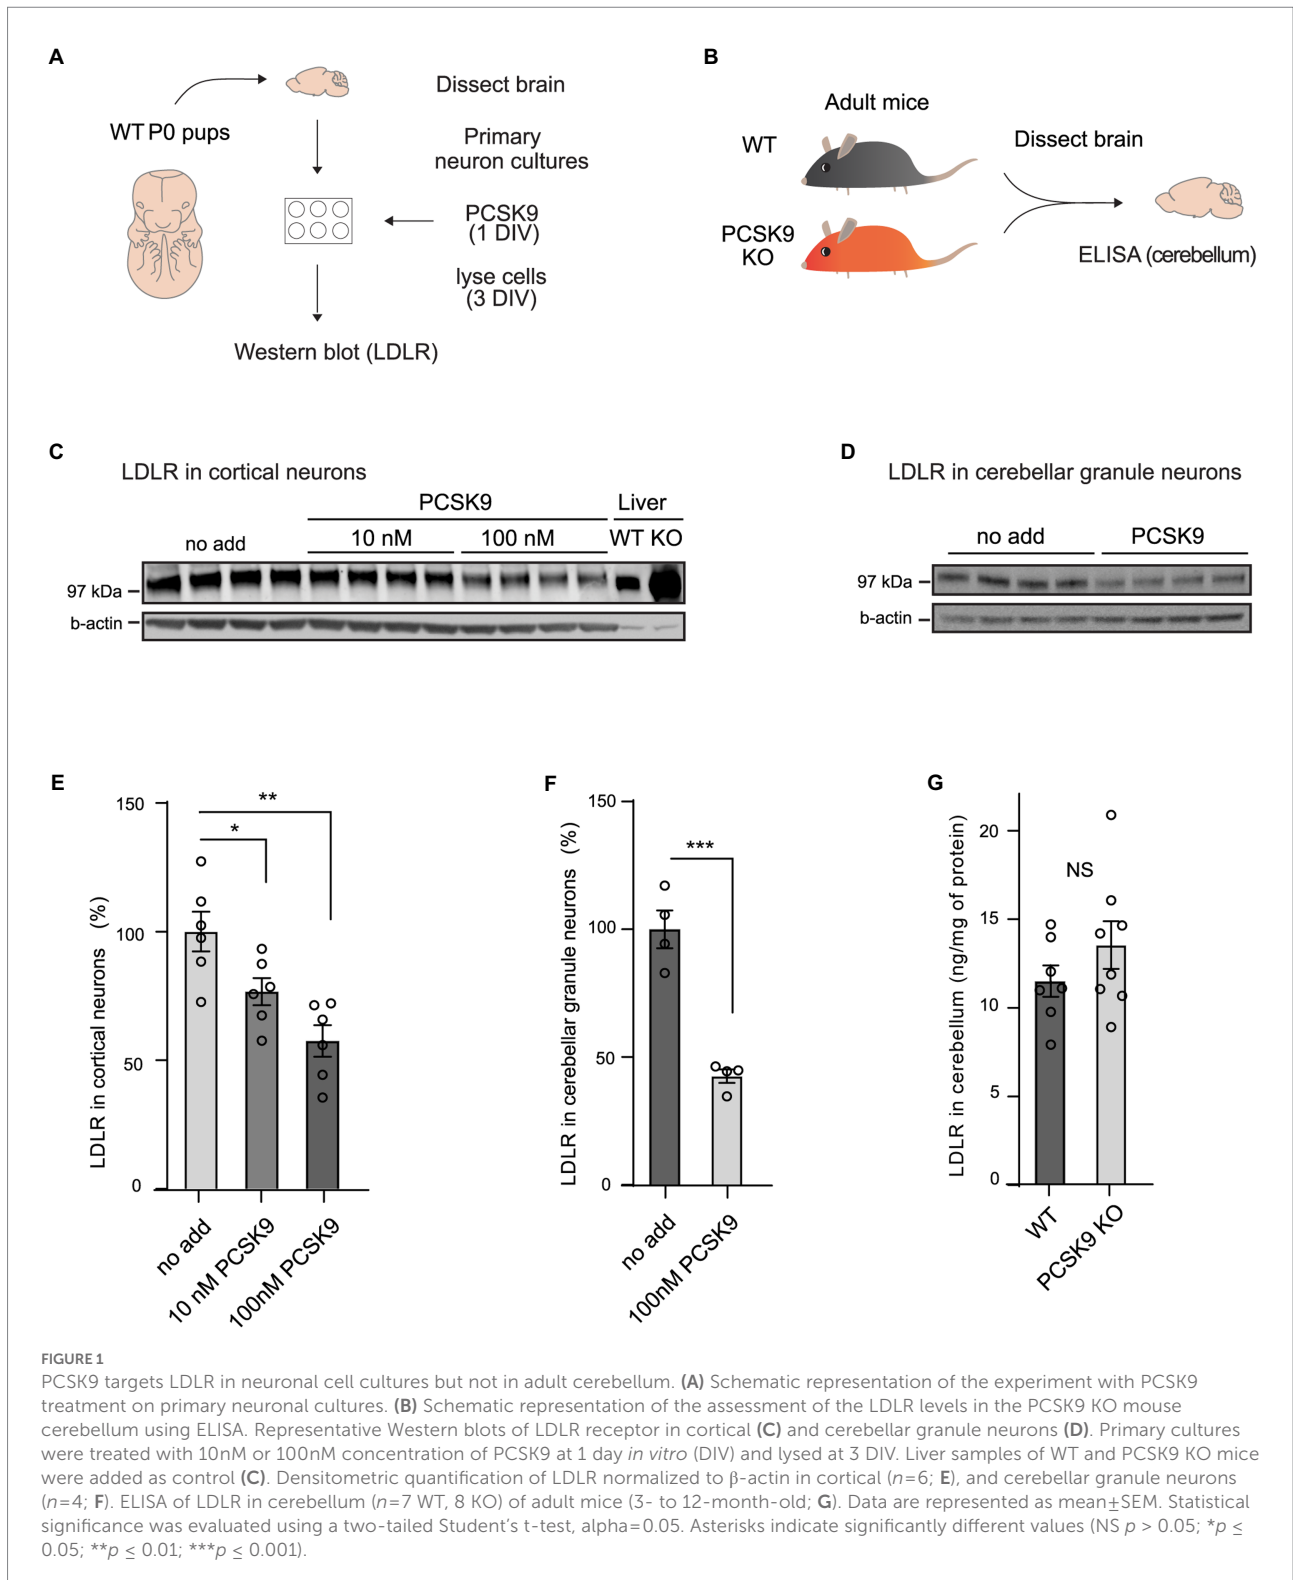 A
WT P0 pups
Dissect brain
Primary
neuron cultures
PCSK9
(1 DIV)
lyse cells
(3 DIV)
Western blot (LDLR)
B
Adult mice
WT
PCSK9
KO
Dissect brain
ELISA (cerebellum)
C
LDLR in cortical neurons
PCSK9
Liver
no add
10 nM
100 nM
WT KO
97 kDa
b-actin
D
LDLR in cerebellar granule neurons
no add
PCSK9
97 kDa
b-actin
E
LDLR in cortical neurons (%)
150
100
50
0
**
*
no add
10 nM PCSK9
100nM PCSK9
F
LDLR in cerebellar granule neurons (%)
150
100
50
0
***
no add
100nM PCSK9
G
LDLR in cerebellum (ng/mg of protein)
20
15
10
5
0
NS
WT
PCSK9 KO
FIGURE 1
PCSK9 targets LDLR in neuronal cell cultures but not in adult cerebellum. (A) Schematic representation of the experiment with PCSK9
treatment on primary neuronal cultures. (B) Schematic representation of the assessment of the LDLR levels in the PCSK9 KO mouse
cerebellum using ELISA. Representative Western blots of LDLR receptor in cortical (C) and cerebellar granule neurons (D). Primary cultures
were treated with 10nM or 100nM concentration of PCSK9 at 1 day in vitro (DIV) and lysed at 3 DIV. Liver samples of WT and PCSK9 KO mice
were added as control (C). Densitometric quantification of LDLR normalized to β-actin in cortical (n=6; E), and cerebellar granule neurons
(n=4; F). ELISA of LDLR in cerebellum (n=7 WT, 8 KO) of adult mice (3- to 12-month-old; G). Data are represented as mean±SEM. Statistical
significance was evaluated using a two-tailed Student's t-test, alpha=0.05. Asterisks indicate significantly different values (NS p > 0.05; *p ≤
0.05; **p ≤ 0.01; ***p ≤ 0.001).